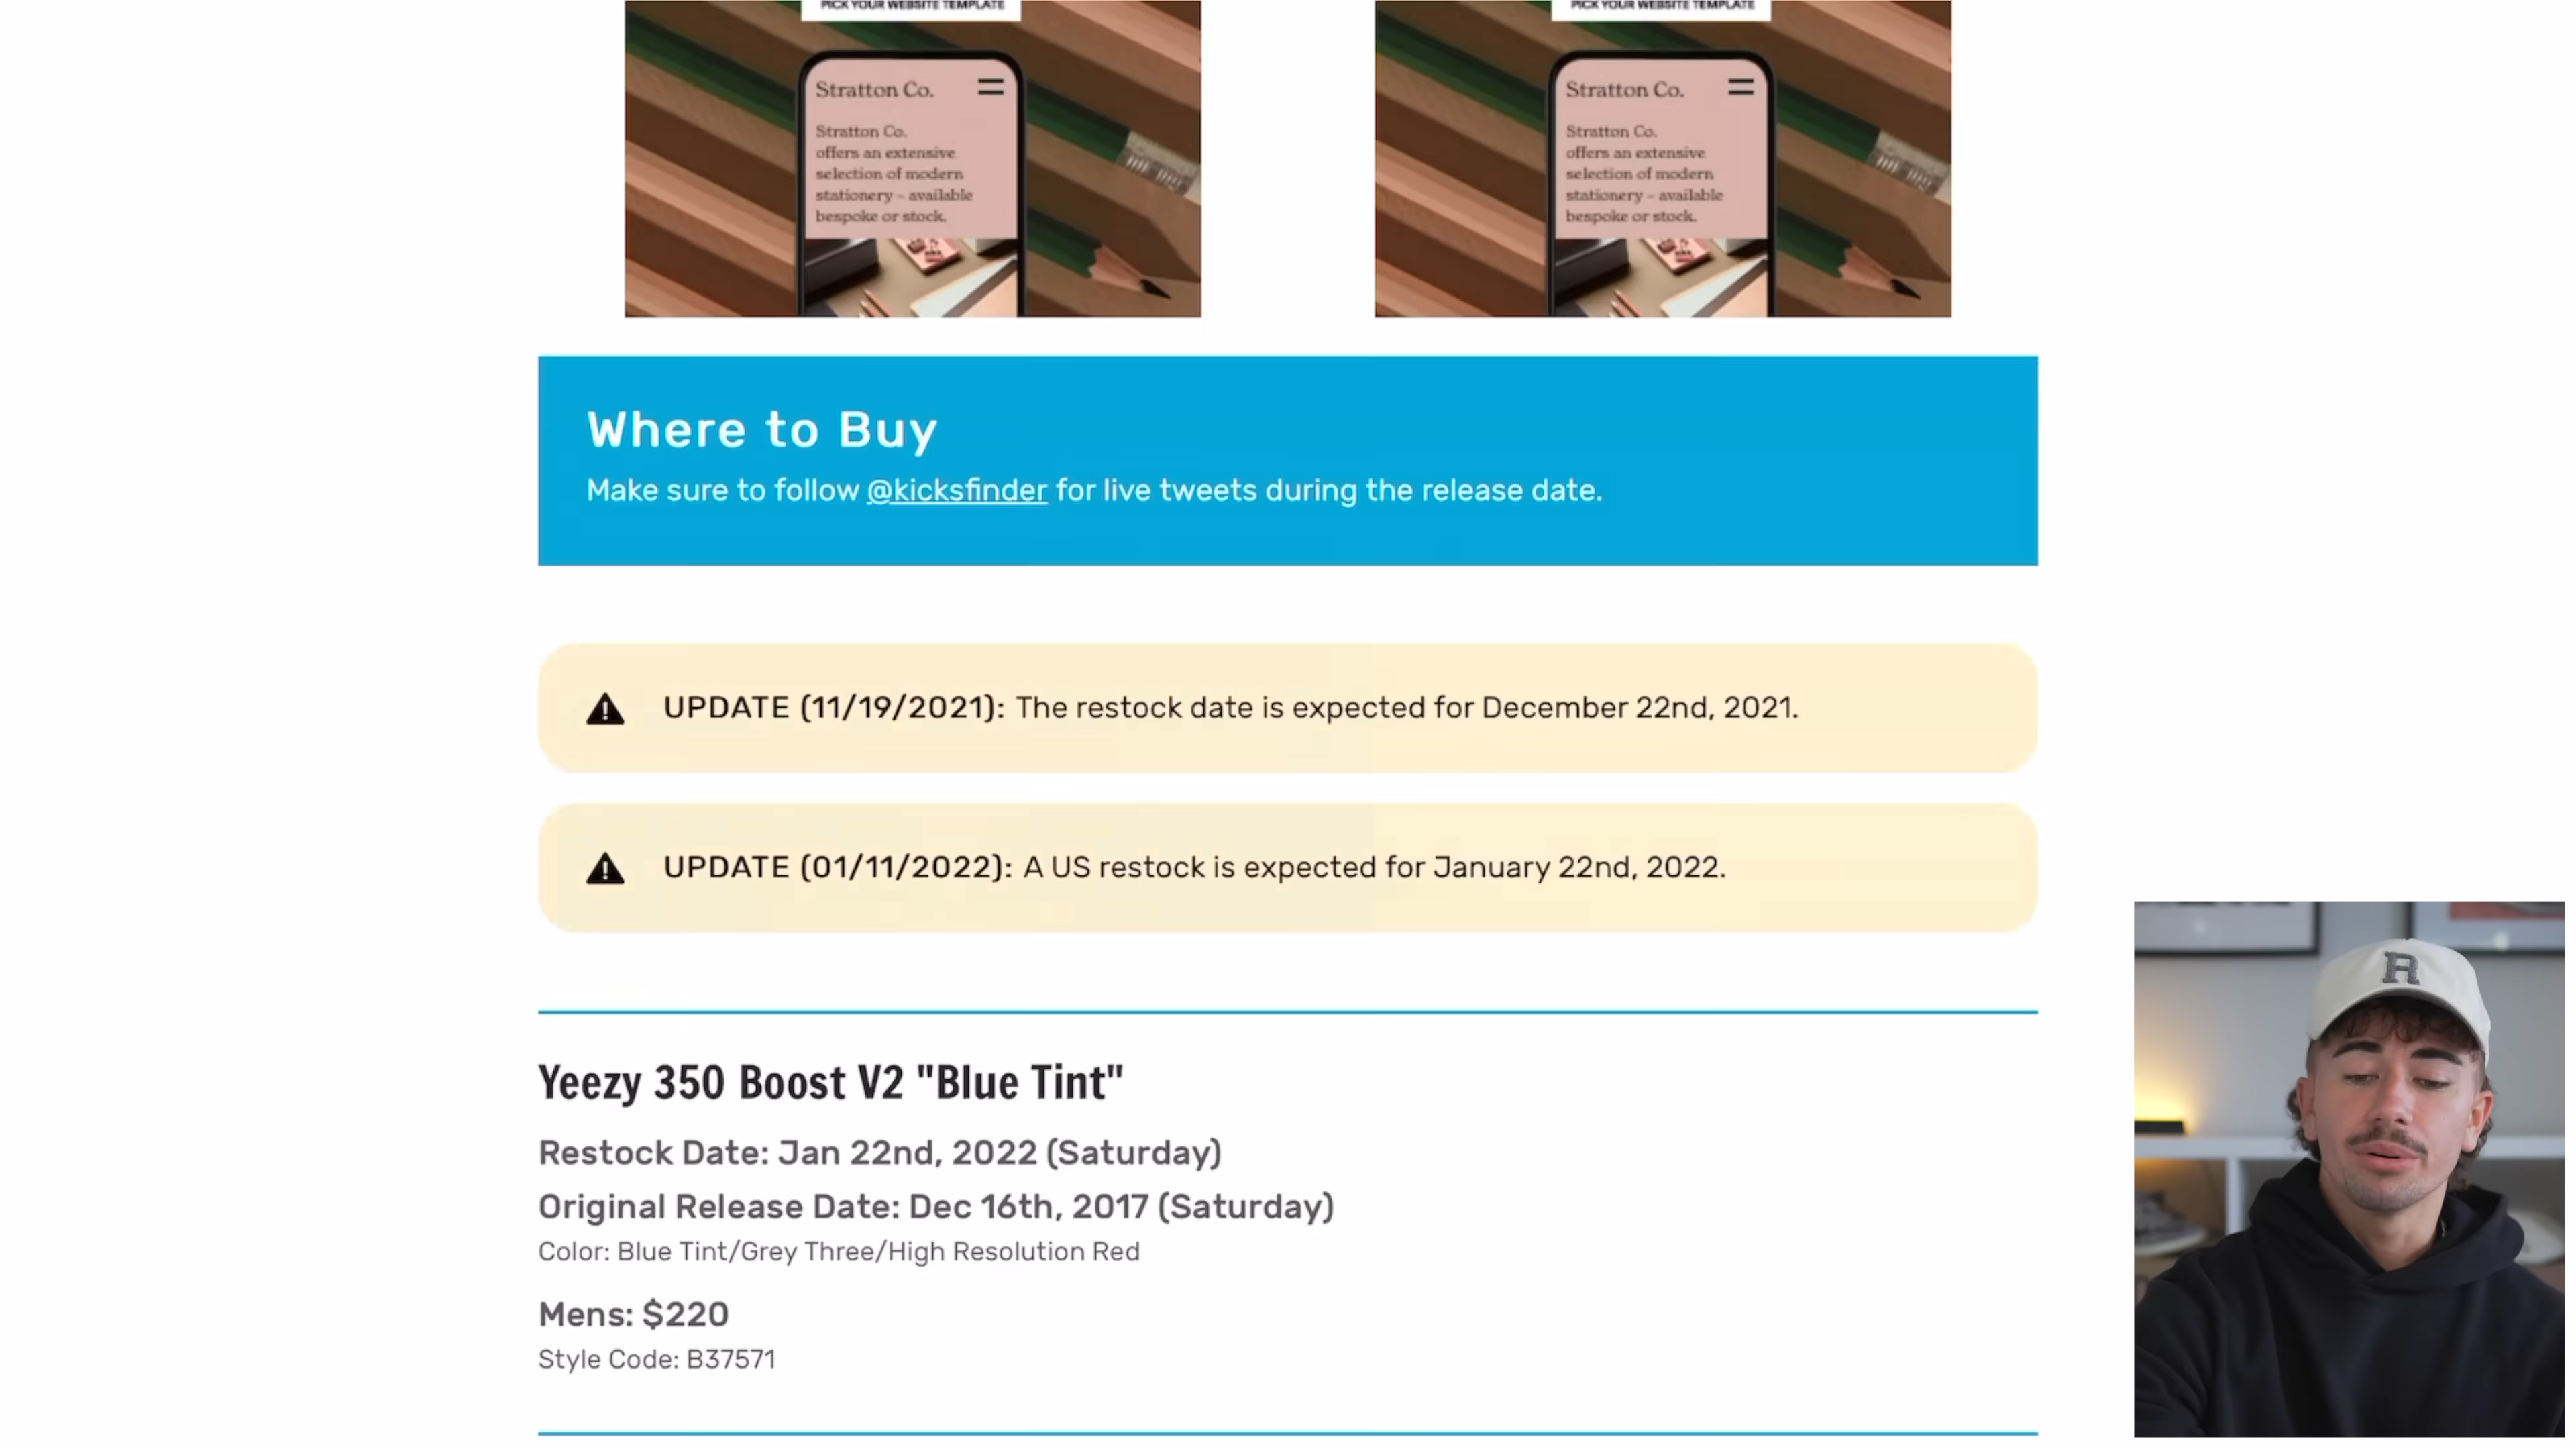 PICK YOUR WEBSITE TEMPLATE
PICK YOUR WEBSITE TEMPLATE
Stratton Co.
Stratton Co.
offers an extensive
selection of modern
stationery – available
bespoke or stock.
Stratton Co.
Stratton Co.
offers an extensive
selection of modern
stationery – available
bespoke or stock.
Where to Buy
Make sure to follow @kicksfinder for live tweets during the release date.
UPDATE (11/19/2021): The restock date is expected for December 22nd, 2021.
UPDATE (01/11/2022): A US restock is expected for January 22nd, 2022.
Yeezy 350 Boost V2 "Blue Tint"
Restock Date: Jan 22nd, 2022 (Saturday)
Original Release Date: Dec 16th, 2017 (Saturday)
Color: Blue Tint/Grey Three/High Resolution Red
Mens: $220
Style Code: B37571
R